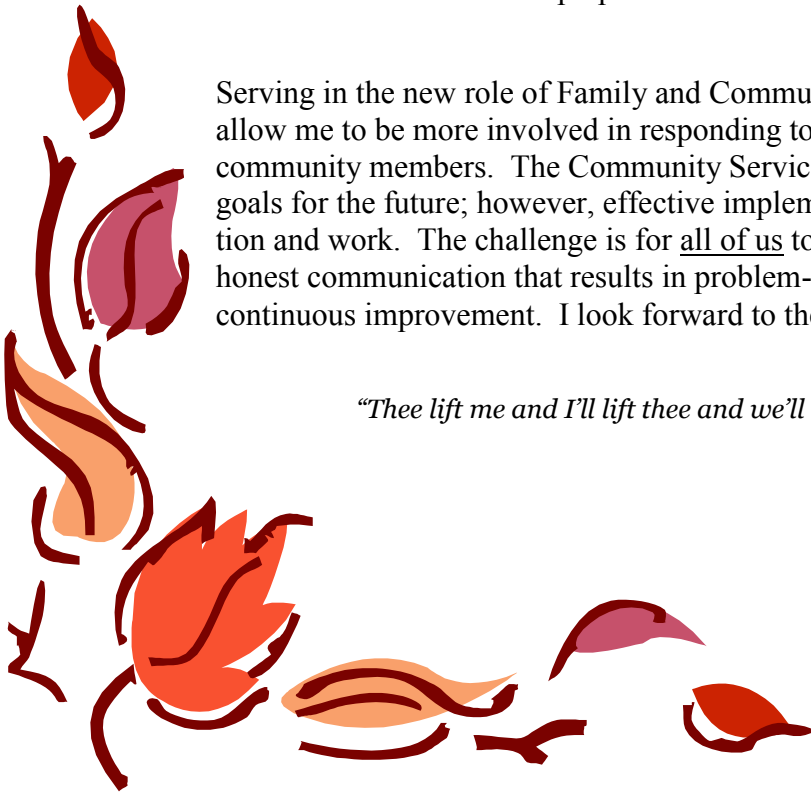 Serving in the new role of Family and Commu
allow me to be more involved in responding to
community members.  The Community Servic
goals for the future; however, effective implem
tion and work.  The challenge is for all of us to
honest communication that results in problem-
continuous improvement.  I look forward to the
“Thee lift me and I’ll lift thee and we’ll